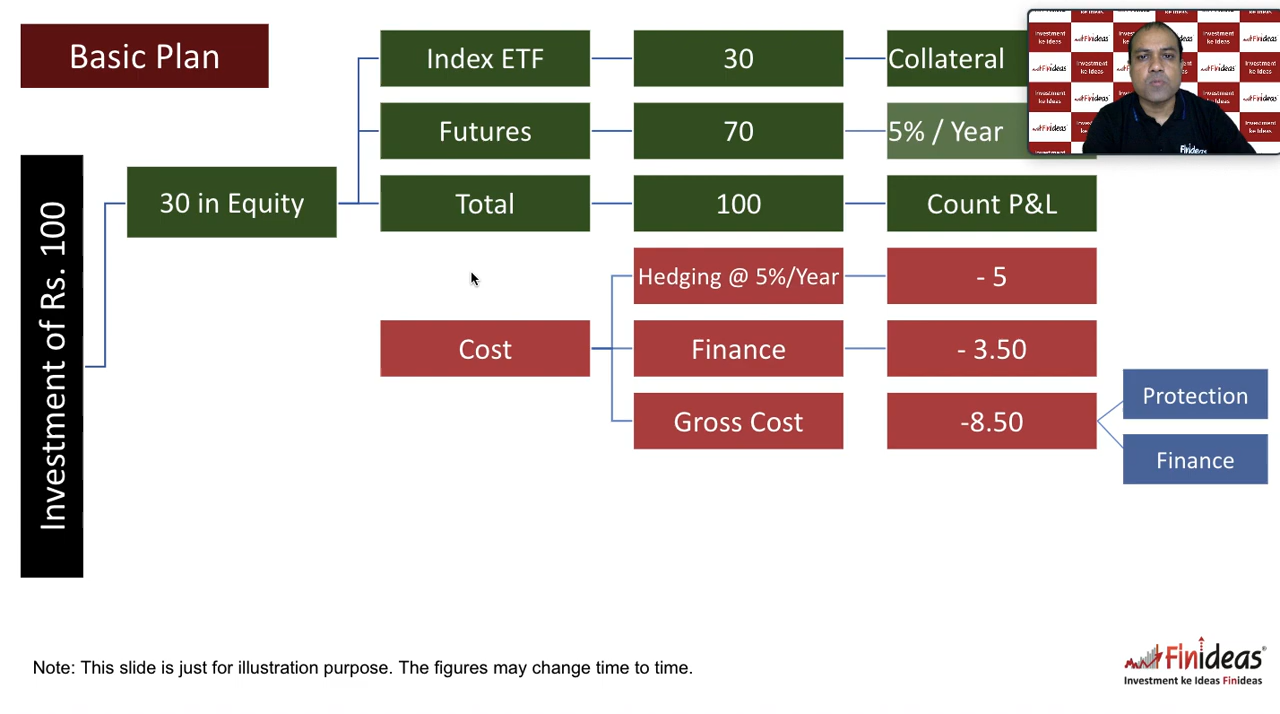 Basic Plan
Investment of Rs. 100
30 in Equity
Index ETF
30
Collateral
Futures
70
5% / Year
Total
100
Count P&L
Hedging @ 5%/Year
- 5
Cost
Finance
- 3.50
Gross Cost
-8.50
Protection
Finance
Note: This slide is just for illustration purpose. The figures may change time to time.
Finideas®
Investment ke Ideas Finideas
Investment
ke Ideas
Finideas